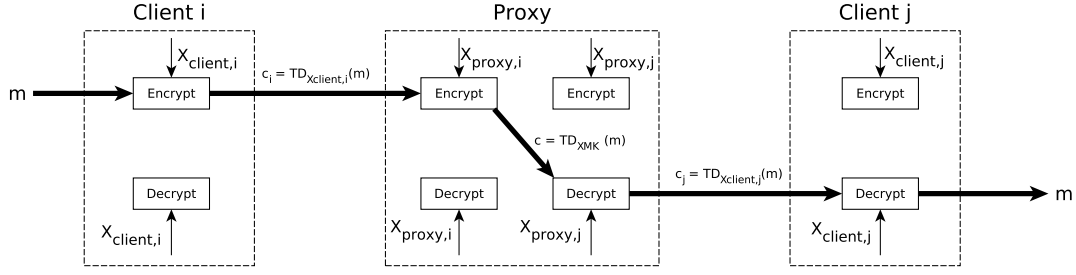 Client i
Proxy
Client j
X_client,i
X_proxy,i
X_proxy,j
X_client,j
m
Encrypt
c_i = TD_Xclient,i(m)
Encrypt
Encrypt
Encrypt
c = TD_XMK (m)
Decrypt
Decrypt
Decrypt
c_j = TD_Xclient,j(m)
Decrypt
m
X_client,i
X_proxy,i
X_proxy,j
X_client,j